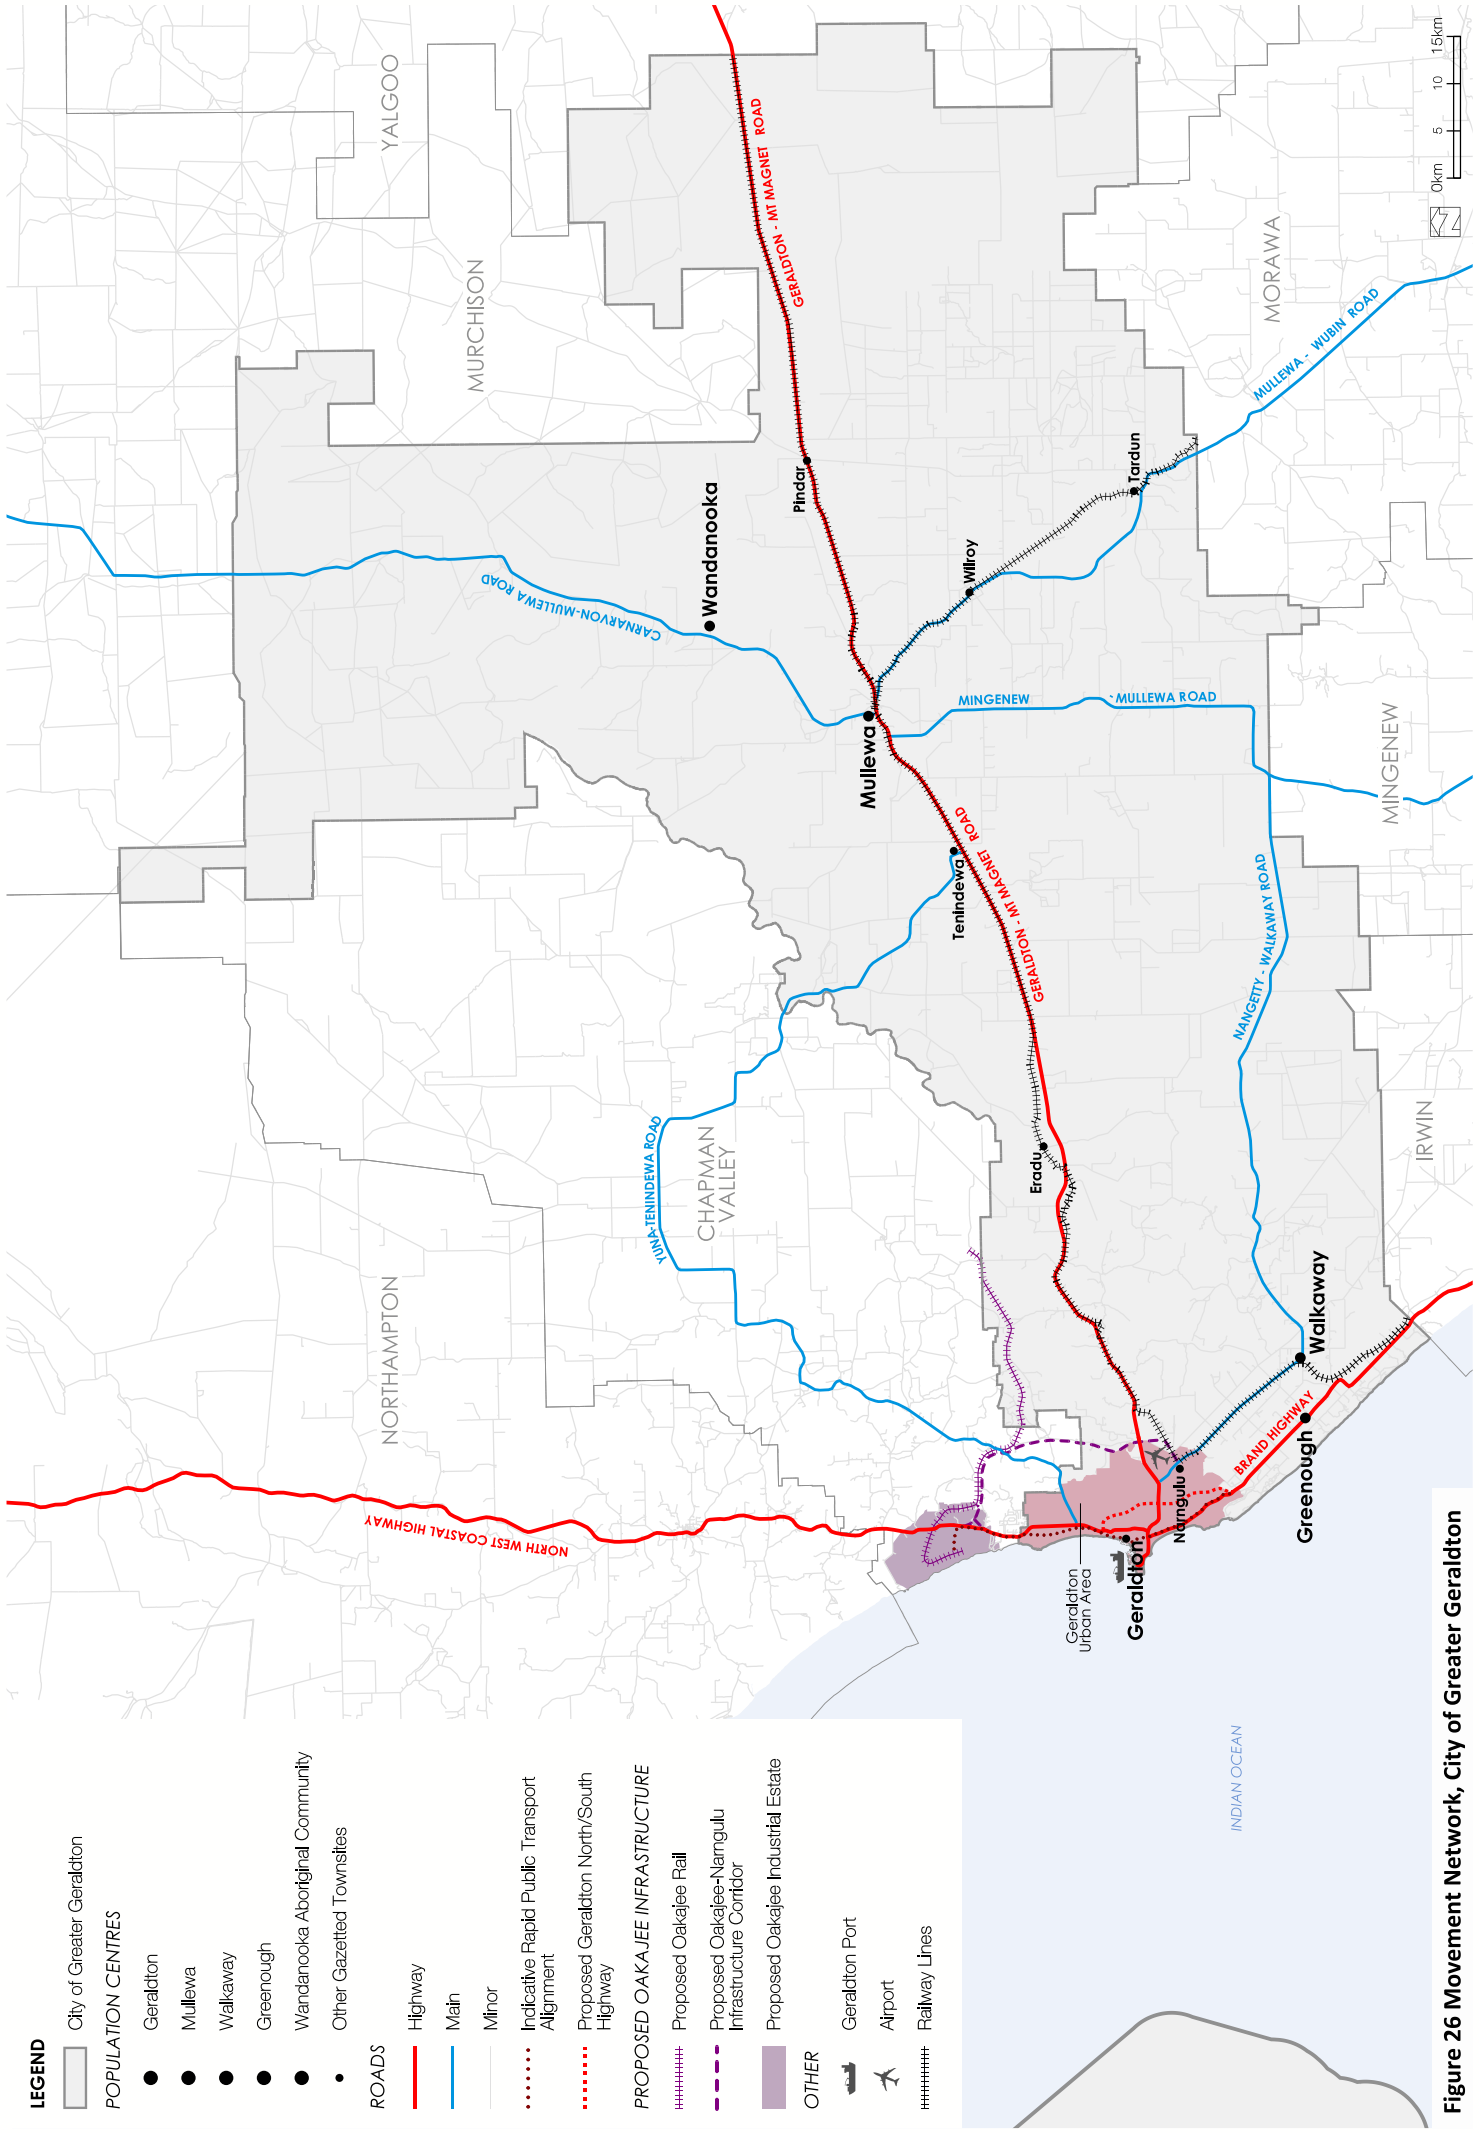 LEGEND
City of Greater Geraldton
POPULATION CENTRES
Geraldton
Mullewa
Walkaway
Greenough
Wandanooka Aboriginal Community
Other Gazetted Townsites
ROADS
Highway
Main
Minor
Indicative Rapid Public Transport
Alignment
Proposed Geraldton North/South
Highway
PROPOSED OAKAJEE INFRASTRUCTURE
Proposed Oakajee Rail
Proposed Oakajee-Narngulu
Infrastructure Corridor
Proposed Oakajee Industrial Estate
OTHER
Geraldton Port
Airport
Railway Lines
NORTHAMPTON
MURCHISON
YALGOO
NORTH WEST COASTAL HIGHWAY
CARNARVON-MULLEWA ROAD
YUNA-TENINDEWA ROAD
CHAPMAN
VALLEY
Wandanooka
GERALDTON - MT MAGNET ROAD
Pindar
Mullewa
Tenindewa
GERALDTON - MT MAGNET ROAD
Wilroy
MINGENEW
\`MULLEWA ROAD
Tardun
Eradu
Geraldton
Urban Area
Geraldton
Narngulu
MULLEWA - WUBIN ROAD
MORAWA
NANGETTY - WALKAWAY ROAD
BRAND HIGHWAY
Walkaway
Greenough
INDIAN OCEAN
MINGENEW
IRWIN
N
0km 5 10 15km
Figure 26 Movement Network, City of Greater Geraldton